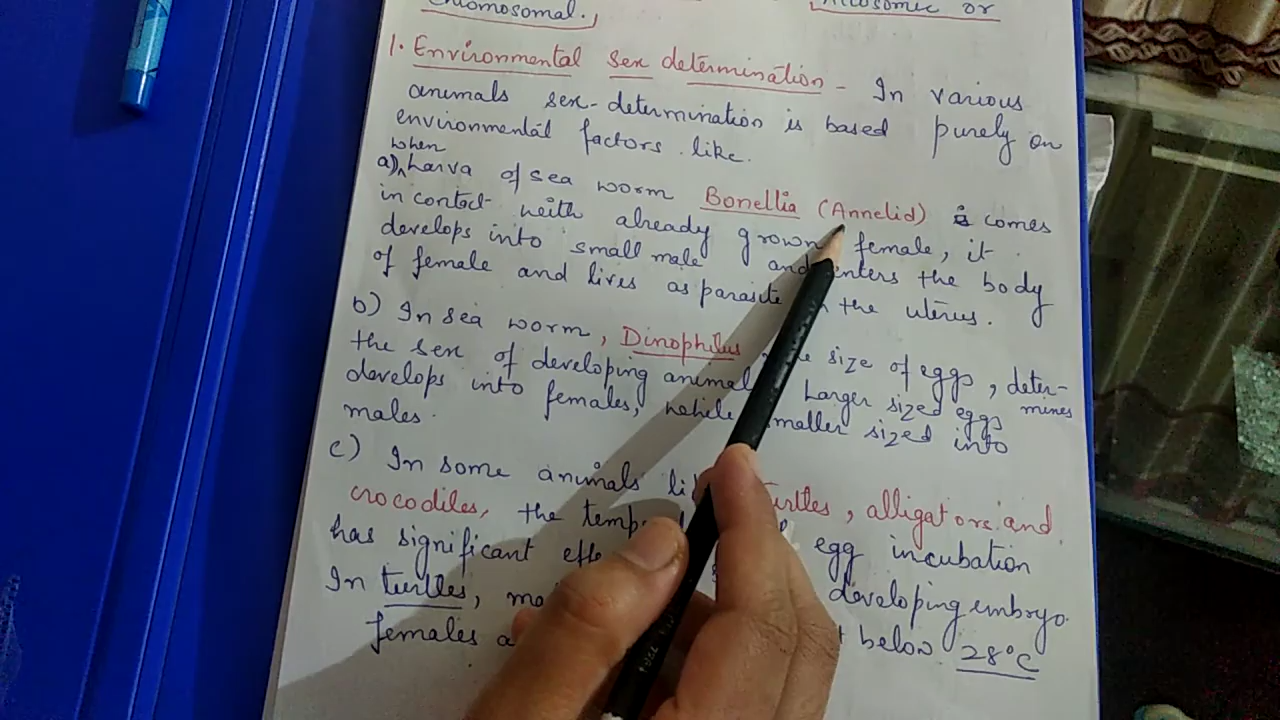 Chromosomal. Allosomic or
1. Environmental sex determination - In various
animals sex-determination is based purely on
environmental factors like.
when
a) Larva of sea worm Bonellia (Annelid) comes
in contact with already grown female, it
develops into small male and enters the body
of female and lives as parasite the uterus.
b) In sea worm, Dinophilus size of eggs, deter-
mines
the sex of developing animal Larger sized eggs
develops into females, while smaller sized into
males.
c) In some animals turtles, alligators and
crocodiles, the egg incubation
has significant developing embryo.
In turtles, below 28°C
females